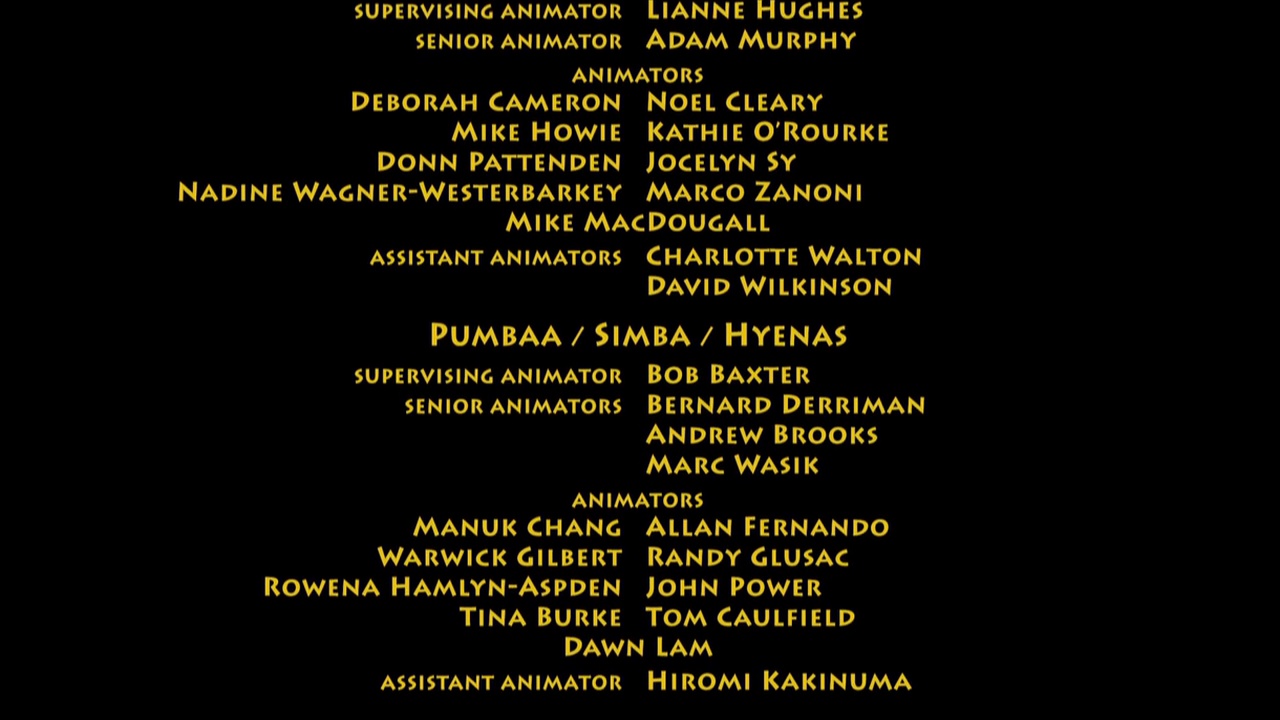 SUPERVISING ANIMATOR LIANNE HUGHES
SENIOR ANIMATOR ADAM MURPHY
ANIMATORS
DEBORAH CAMERON NOEL CLEARY
MIKE HOWIE KATHIE O'ROURKE
DONN PATTENDEN JOCELYN SY
NADINE WAGNER-WESTERBARKEY MARCO ZANONI
MIKE MACDOUGALL
ASSISTANT ANIMATORS CHARLOTTE WALTON
DAVID WILKINSON
PUMBAA / SIMBA / HYENAS
SUPERVISING ANIMATOR BOB BAXTER
SENIOR ANIMATORS BERNARD DERRIMAN
ANDREW BROOKS
MARC WASIK
ANIMATORS
MANUK CHANG ALLAN FERNANDO
WARWICK GILBERT RANDY GLUSAC
ROWENA HAMLYN-ASPDEN JOHN POWER
TINA BURKE TOM CAULFIELD
DAWN LAM
ASSISTANT ANIMATOR HIROMI KAKINUMA